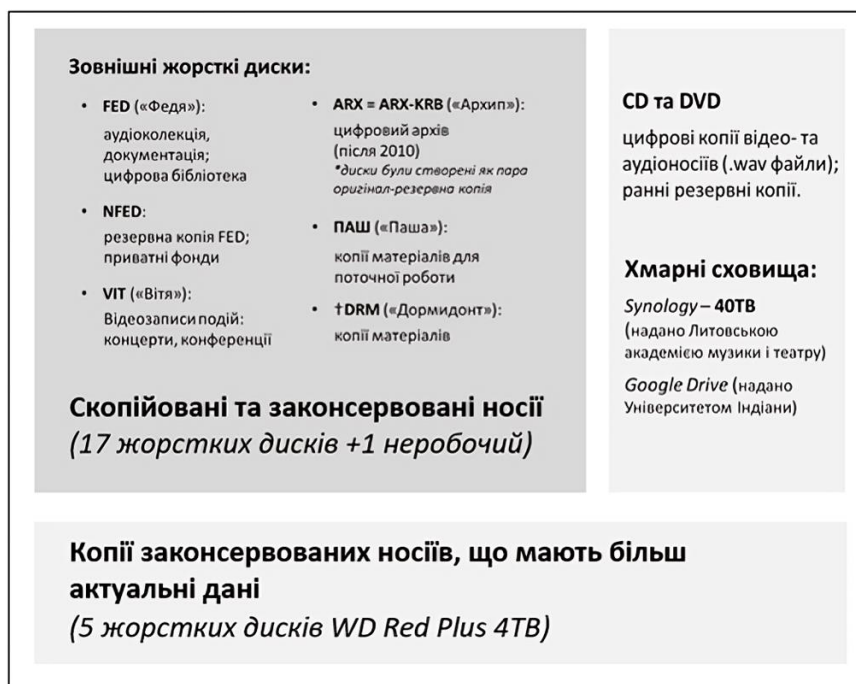 Зовнішні жорсткі диски:
• FED («Федя»):
аудіоколекція,
документація;
цифрова бібліотека
• NFED:
резервна копія FED;
приватні фонди
• VIT («Вітя»):
Відеозаписи подій:
концерти, конференції
• ARX = ARX-KRB («Архип»):
цифровий архів
(після 2010)
*диски були створені як пара
оригінал-резервна копія
• ПАШ («Паша»):
копії матеріалів для
поточної роботи
• †DRM («Дормидонт»):
копії матеріалів
Скопійовані та законсервовані носії
(17 жорстких дисків +1 неробочий)
CD та DVD
цифрові копії відео- та
аудіоносіїв (.wav файли);
ранні резервні копії.
Хмарні сховища:
Synology – 40TB
(надано Литовською
академією музики і театру)
Google Drive (надано
Університетом Індіани)
Копії законсервованих носіїв, що мають більш
актуальні дані
(5 жорстких дисків WD Red Plus 4TB)